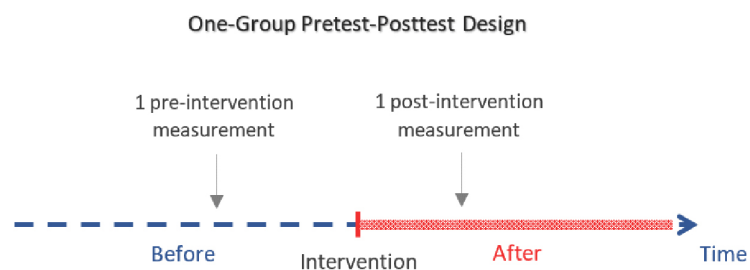 One-Group Pretest-Posttest Design
1 pre-intervention
measurement
1 post-intervention
measurement
Before
Intervention
After
Time